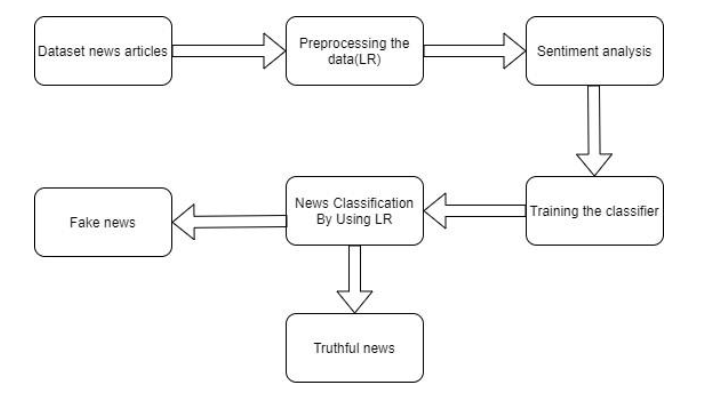 Dataset news articles
Preprocessing the
data(LR)
Sentiment analysis
Training the classifier
News Classification
By Using LR
Fake news
Truthful news